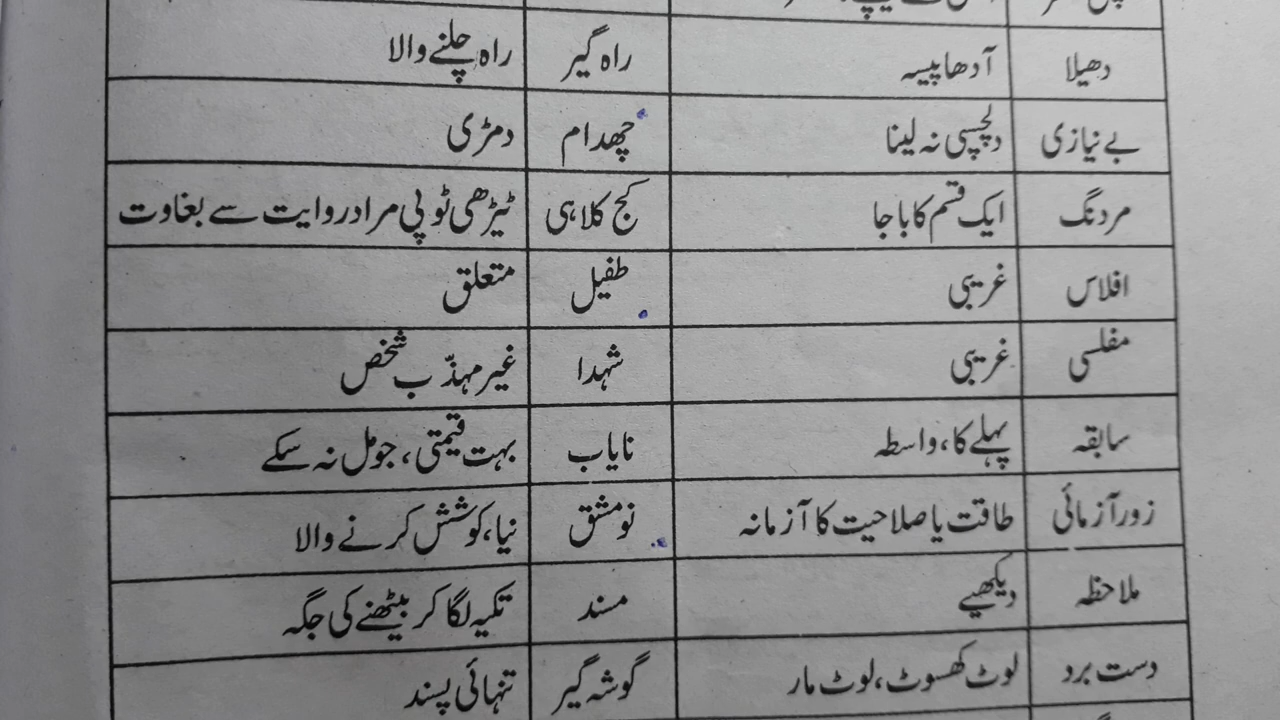 دھیلا آدھا پیسہ راہ گیر راہ چلنے والا
بے نیازی دلچسپی نہ لینا چھدام دمڑی
مردنگ ایک قسم کا باجا کج کلاہی ٹیڑھی ٹوپی مراد روایت سے بغاوت
افلاس غریبی طفیل متعلق
مفلسی غریبی شہدا غیر مہذّب شخص
سابقہ پہلے کا، واسطہ نایاب بہت قیمتی، جو مل نہ سکے
زور آزمائی طاقت یا صلاحیت کا آزمانہ نومشق نیا، کوشش کرنے والا
ملاحظہ دیکھیے مسند تکیہ لگا کر بیٹھنے کی جگہ
دست برد لوٹ کھسوٹ، لوٹ مار گوشہ گیر تنہائی پسند